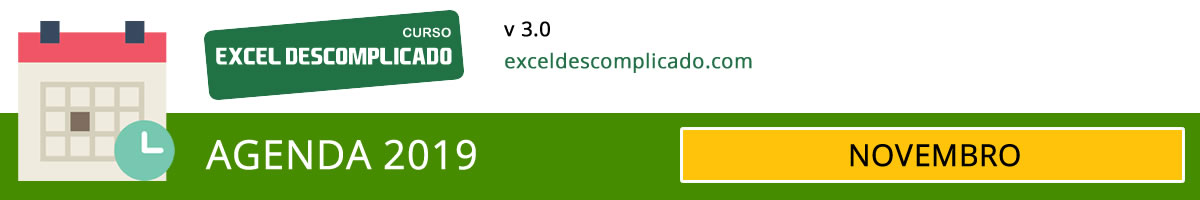 CURSO
EXCEL DESCOMPLICADO
v 3.0
exceldescomplicado.com
AGENDA 2019
NOVEMBRO